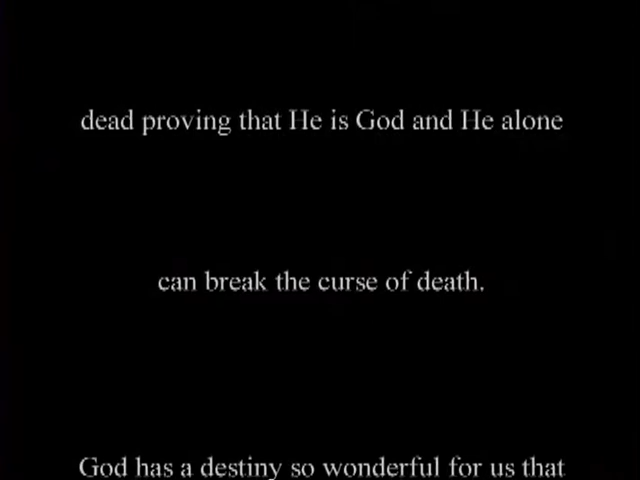 dead proving that He is God and He alone
can break the curse of death.
God has a destiny so wonderful for us that